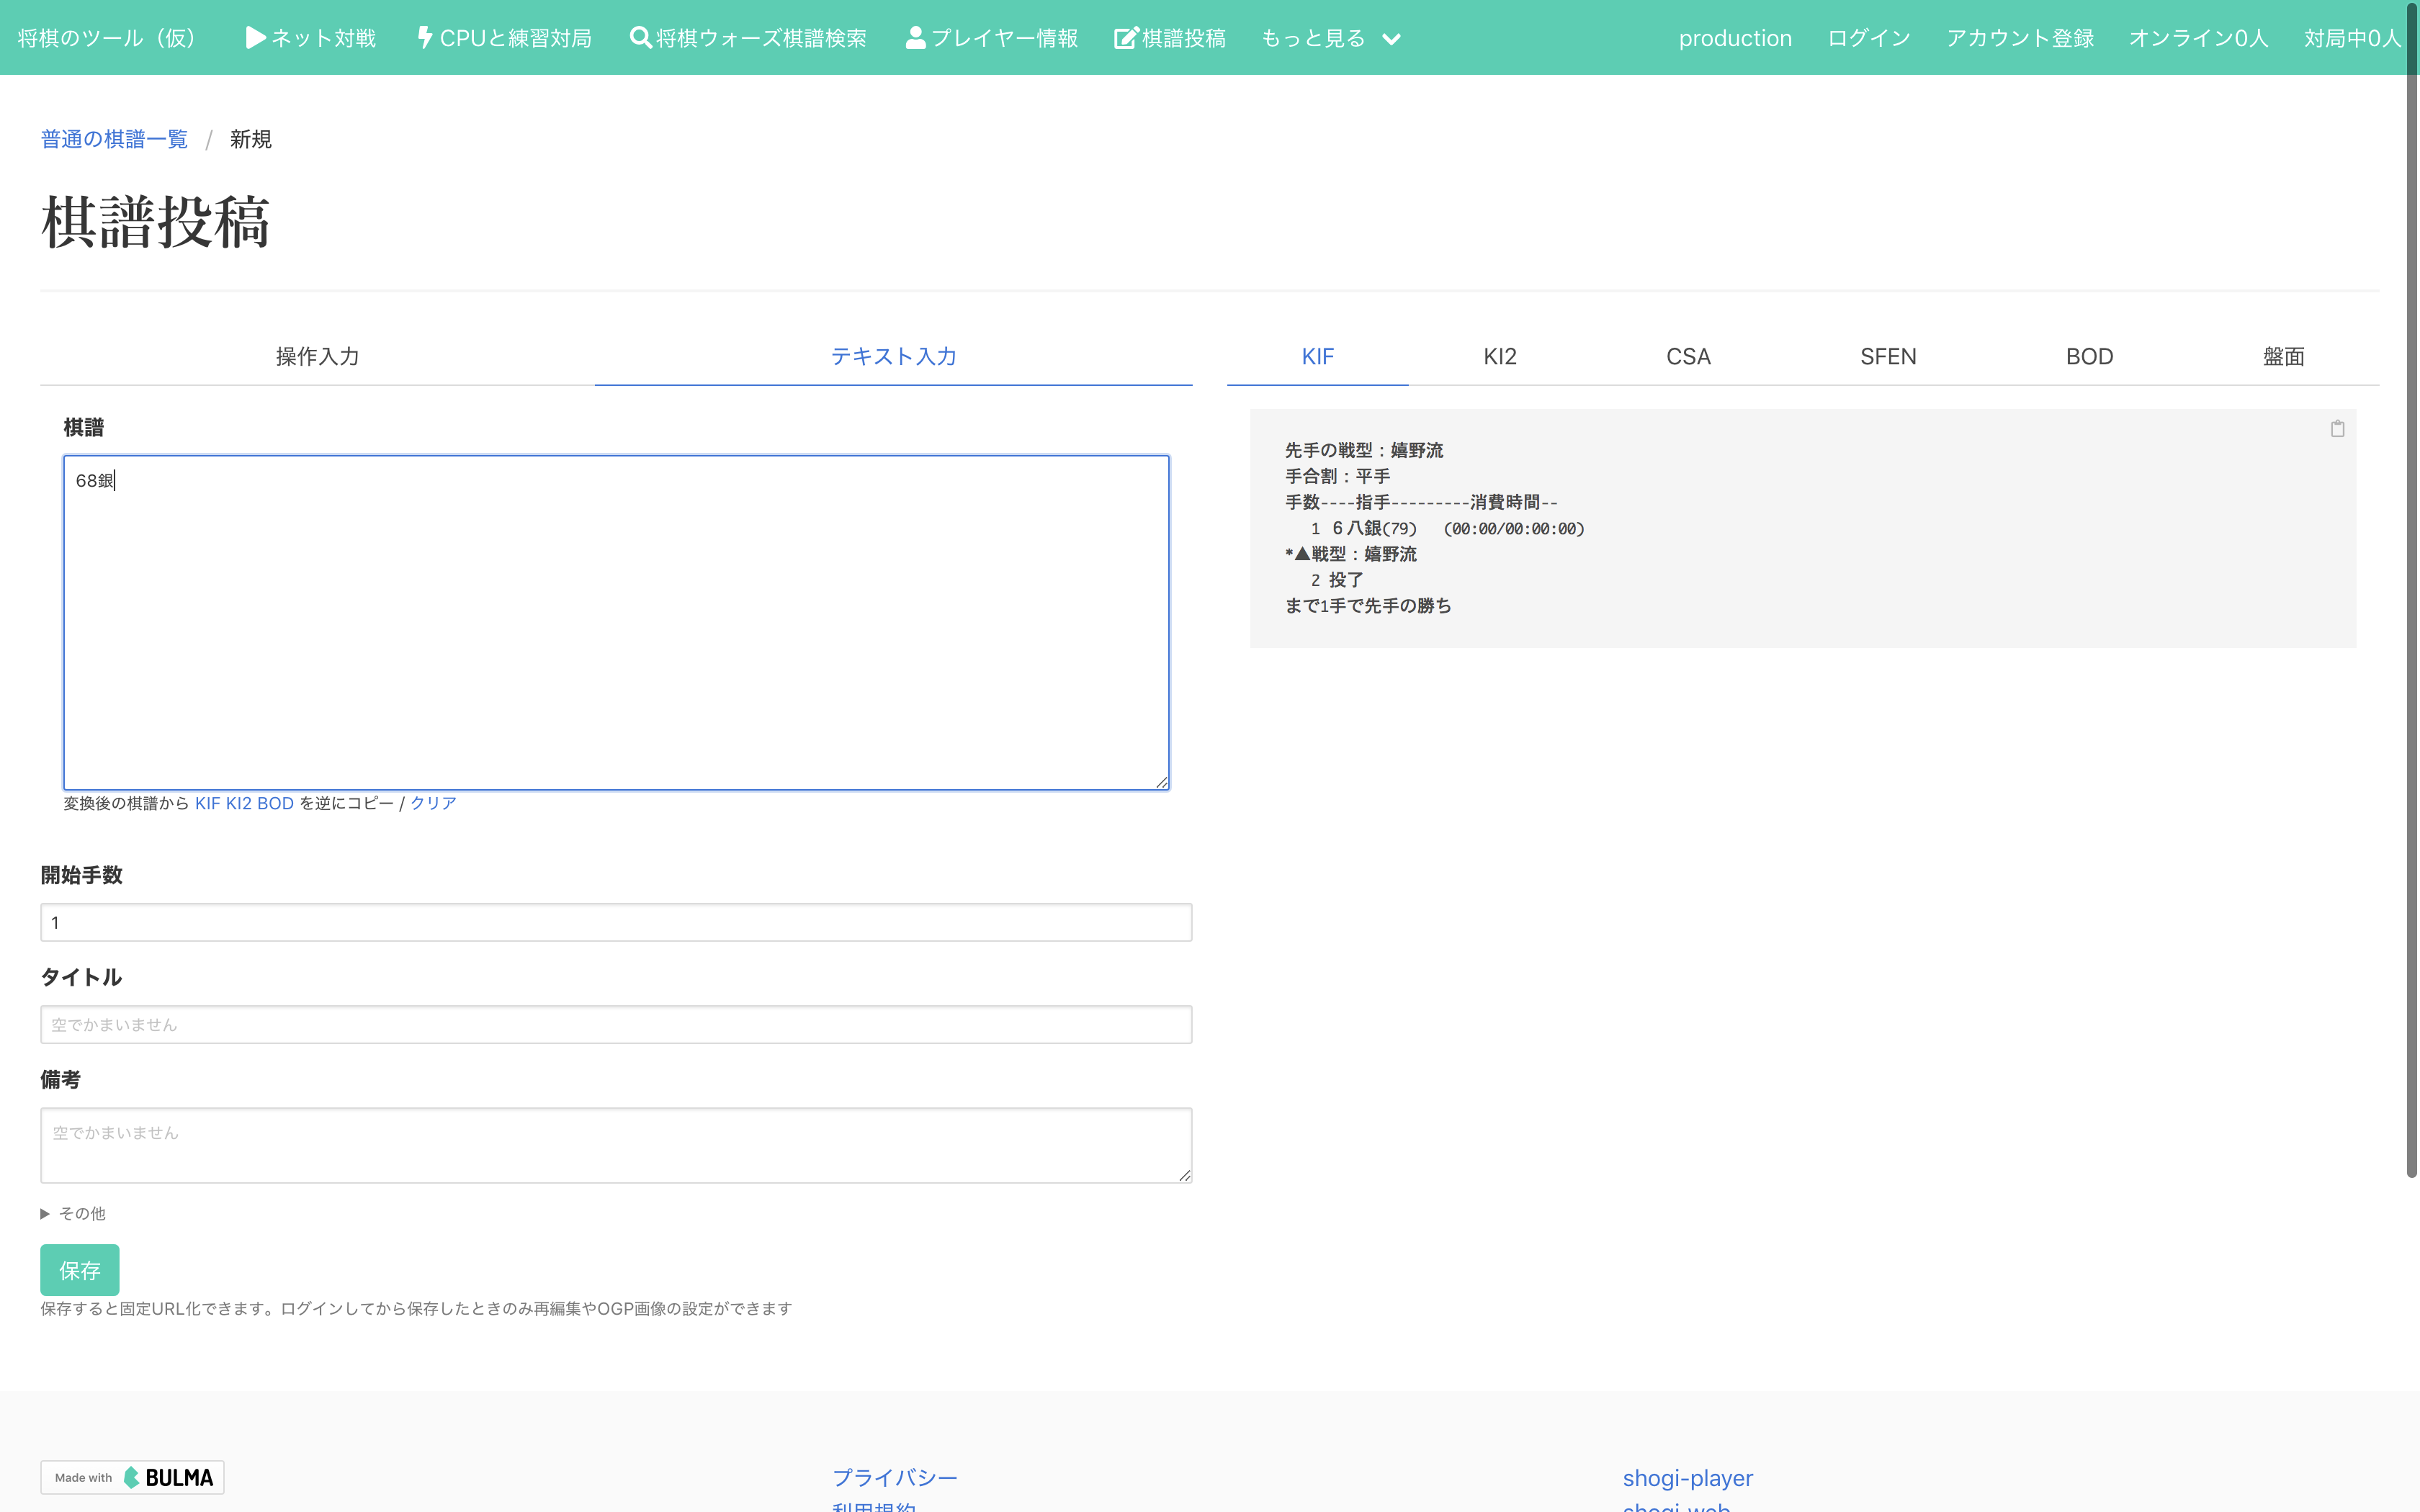 将棋のツール（仮） ネット対戦 CPUと練習対局 将棋ウォーズ棋譜検索 プレイヤー情報 棋譜投稿 もっと見る production ログイン アカウント登録 オンライン0人 対局中0人
普通の棋譜一覧 / 新規
棋譜投稿
操作入力 テキスト入力
棋譜
68銀
変換後の棋譜から KIF KI2 BOD を逆にコピー / クリア
開始手数
1
タイトル
空でかまいません
備考
空でかまいません
▶ その他
保存
保存すると固定URL化できます。ログインしてから保存したときのみ再編集やOGP画像の設定ができます
KIF KI2 CSA SFEN BOD 盤面
先手の戦型：嬉野流
手合割：平手
手数----指手---------消費時間--
1 ６八銀(79) (00:00/00:00:00)
*▲戦型：嬉野流
2 投了
まで1手で先手の勝ち
Made with BULMA
プライバシー
利用規約
shogi-player
shogi-web